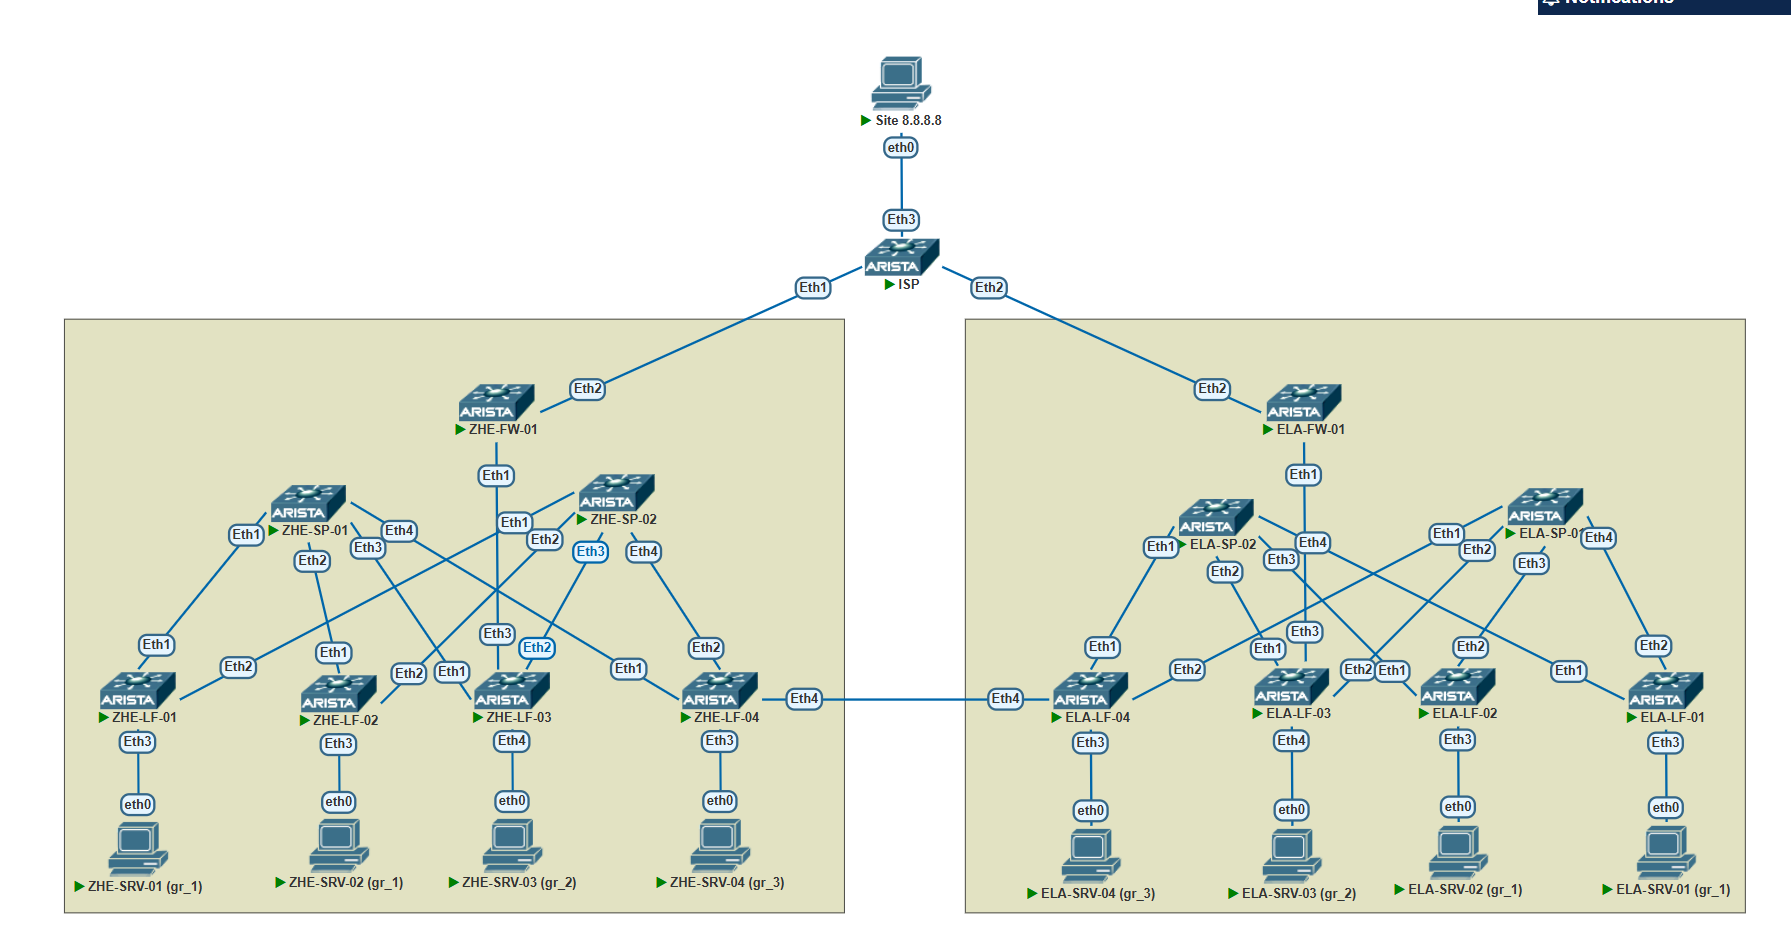 Notifications
Site 8.8.8.8
eth0
Eth3
ARISTA
ISP
Eth1
Eth2
Eth2
Eth2
ARISTA
ZHE-FW-01
ARISTA
ELA-FW-01
Eth1
Eth1
ARISTA
ZHE-SP-01
ARISTA
ZHE-SP-02
ARISTA
ELA-SP-02
ARISTA
ELA-SP-01
Eth1
Eth2
Eth3
Eth4
Eth1
Eth2
Eth3
Eth4
Eth1
Eth2
Eth3
Eth4
Eth1
Eth2
Eth3
Eth4
Eth1
Eth2
Eth1
Eth2
Eth1
Eth3
Eth2
Eth1
Eth2
Eth1
Eth2
Eth1
Eth3
Eth2
Eth1
Eth2
Eth1
Eth2
ARISTA
ZHE-LF-01
ARISTA
ZHE-LF-02
ARISTA
ZHE-LF-03
ARISTA
ZHE-LF-04
Eth4
Eth4
ARISTA
ELA-LF-04
ARISTA
ELA-LF-03
ARISTA
ELA-LF-02
ARISTA
ELA-LF-01
Eth3
Eth3
Eth4
Eth3
Eth3
Eth4
Eth3
Eth3
eth0
eth0
eth0
eth0
eth0
eth0
eth0
eth0
ZHE-SRV-01 (gr_1)
ZHE-SRV-02 (gr_1)
ZHE-SRV-03 (gr_2)
ZHE-SRV-04 (gr_3)
ELA-SRV-04 (gr_3)
ELA-SRV-03 (gr_2)
ELA-SRV-02 (gr_1)
ELA-SRV-01 (gr_1)